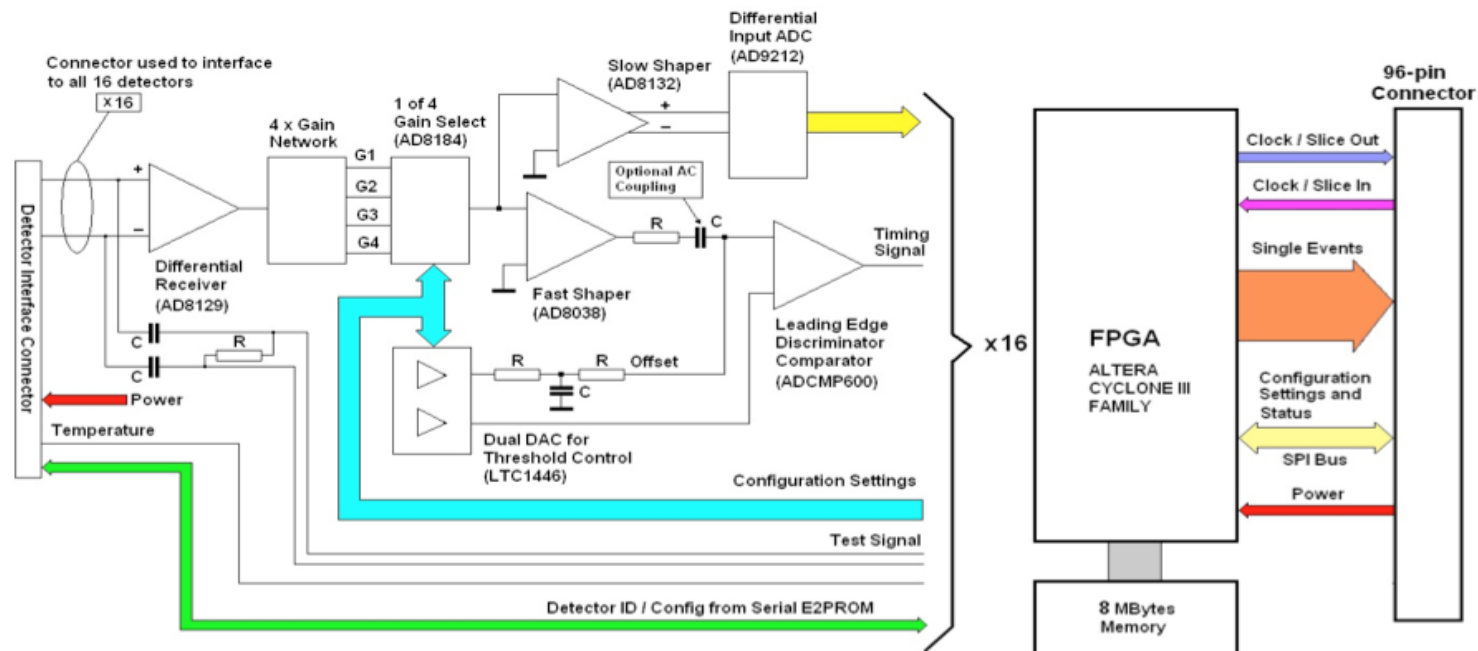 Connector used to interface
to all 16 detectors
x16
Detector Interface Connector
+
−
Differential
Receiver
(AD8129)
4 x Gain
Network
G1
G2
G3
G4
1 of 4
Gain Select
(AD8184)
Slow Shaper
(AD8132)
+
−
Differential
Input ADC
(AD9212)
Optional AC
Coupling
R
C
Fast Shaper
(AD8038)
Timing
Signal
Leading Edge
Discriminator
Comparator
(ADCMP600)
C
R
C
R
R
Offset
C
Power
Temperature
Dual DAC for
Threshold Control
(LTC1446)
Configuration Settings
Test Signal
Detector ID / Config from Serial E2PROM
x16
FPGA
ALTERA
CYCLONE III
FAMILY
8 MBytes
Memory
96-pin
Connector
Clock / Slice Out
Clock / Slice In
Single Events
Configuration
Settings and
Status
SPI Bus
Power